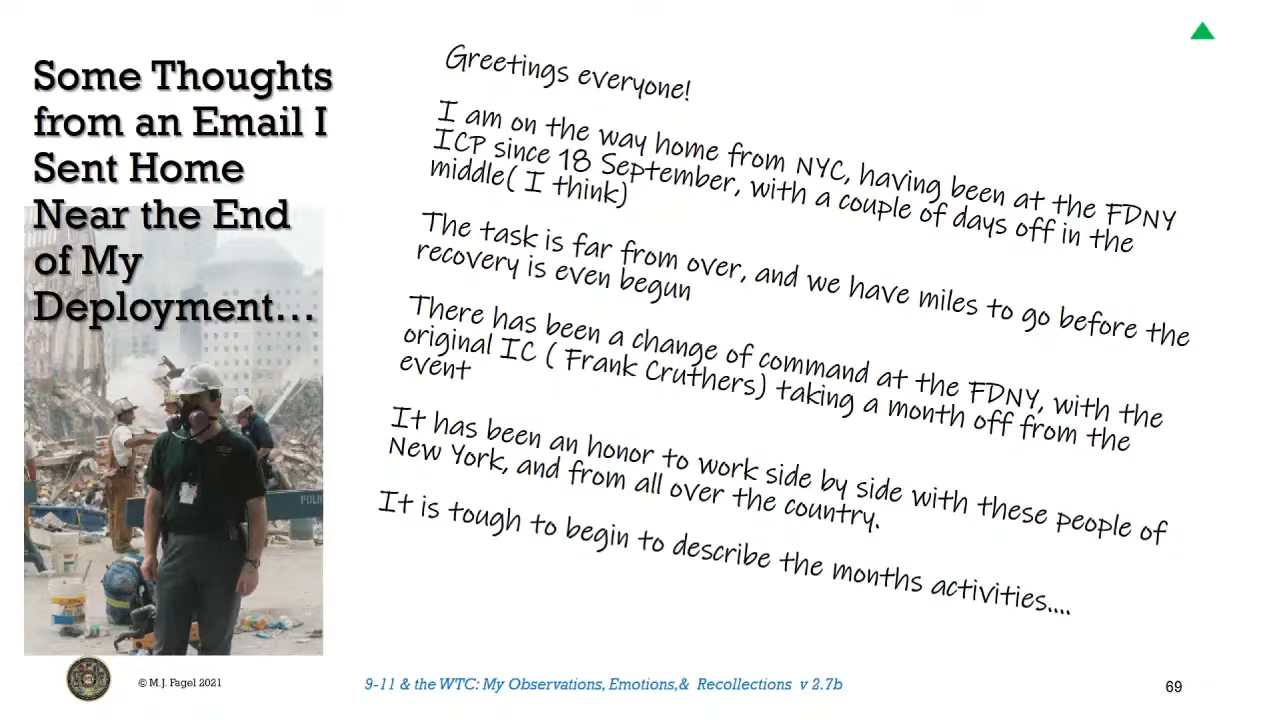 Some Thoughts
from an Email I
Sent Home
Near the End
of My
Deployment...
Greetings everyone!
I am on the way home from NYC, having been at the FDNY
ICP since 18 September, with a couple of days off in the
middle( I think)
The task is far from over, and we have miles to go before the
recovery is even begun
There has been a change of command at the FDNY, with the
original IC ( Frank Cruthers) taking a month off from the
event
It has been an honor to work side by side with these people of
New York, and from all over the country.
It is tough to begin to describe the months activities....
© M.J. Fagel 2021
9-11 & the WTC: My Observations, Emotions,& Recollections v 2.7b
69